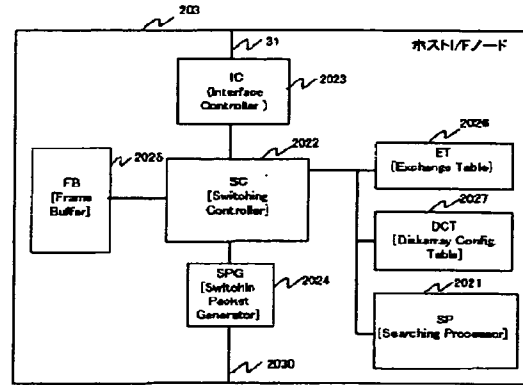 203
31
ホストI/Fノード
IC
(Interface
Controller)
2023
2022
2026
2025
ET
[Exchange Table]
FB
[Frame
Buffer]
SC
[Switching
Controller]
2027
DCT
[Diskarray Config
Table]
SPG
[Switchin
Packet
Generator]
2024
2021
SP
[Searching Processor]
2030